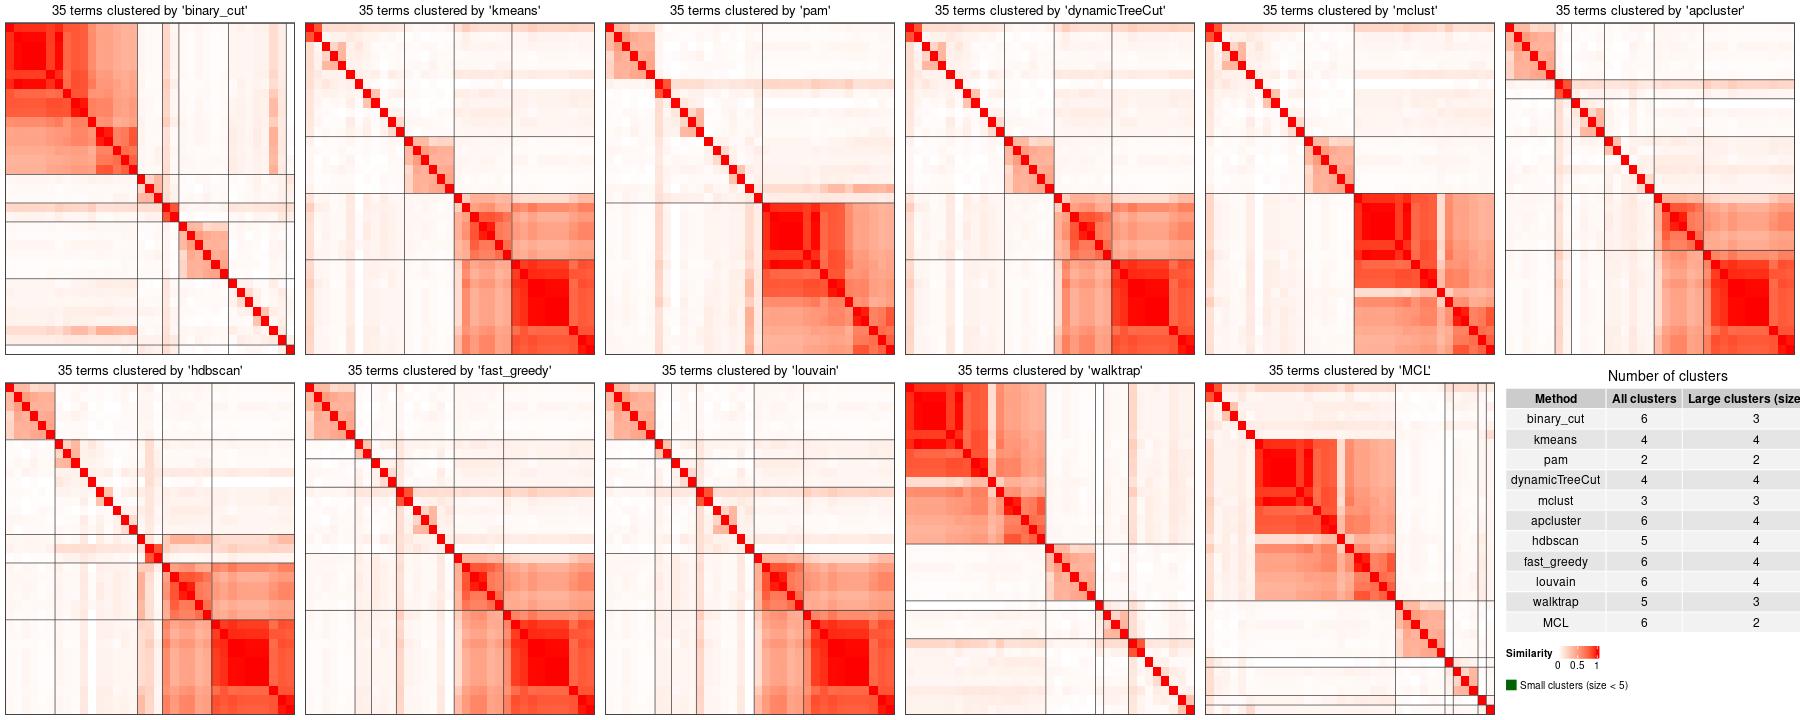 35 terms clustered by 'binary_cut'
35 terms clustered by 'kmeans'
35 terms clustered by 'pam'
35 terms clustered by 'dynamicTreeCut'
35 terms clustered by 'mclust'
35 terms clustered by 'apcluster'
35 terms clustered by 'hdbscan'
35 terms clustered by 'fast_greedy'
35 terms clustered by 'louvain'
35 terms clustered by 'walktrap'
35 terms clustered by 'MCL'
Number of clusters
Method All clusters Large clusters (size
binary_cut 6 3
kmeans 4 4
pam 2 2
dynamicTreeCut 4 4
mclust 3 3
apcluster 6 4
hdbscan 5 4
fast_greedy 6 4
louvain 6 4
walktrap 5 3
MCL 6 2
Similarity
0 0.5 1
Small clusters (size < 5)